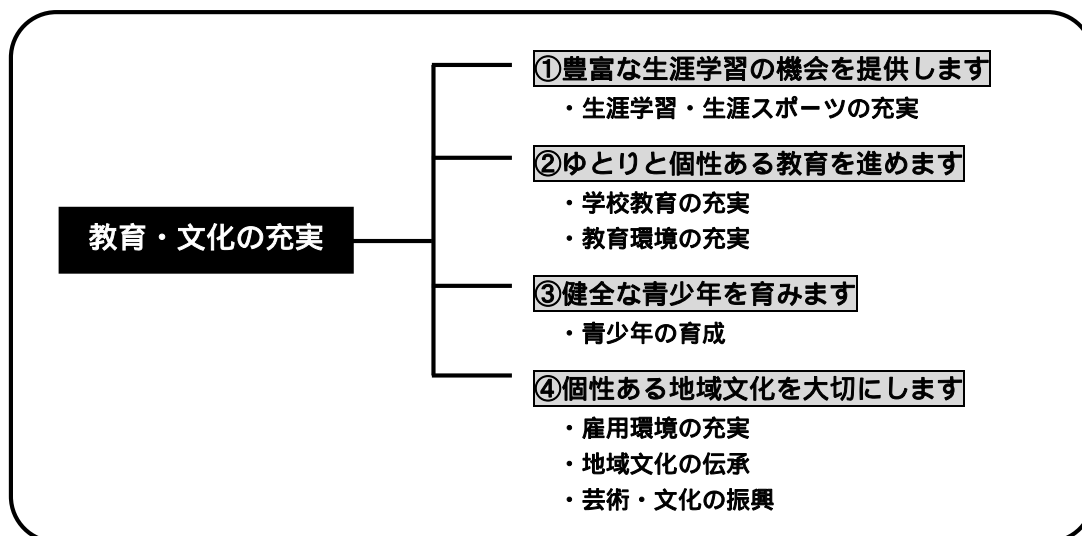 教育・文化の充実
①豊富な生涯学習の機会を提供します
・生涯学習・生涯スポーツの充実
②ゆとりと個性ある教育を進めます
・学校教育の充実
・教育環境の充実
③健全な青少年を育みます
・青少年の育成
④個性ある地域文化を大切にします
・雇用環境の充実
・地域文化の伝承
・芸術・文化の振興